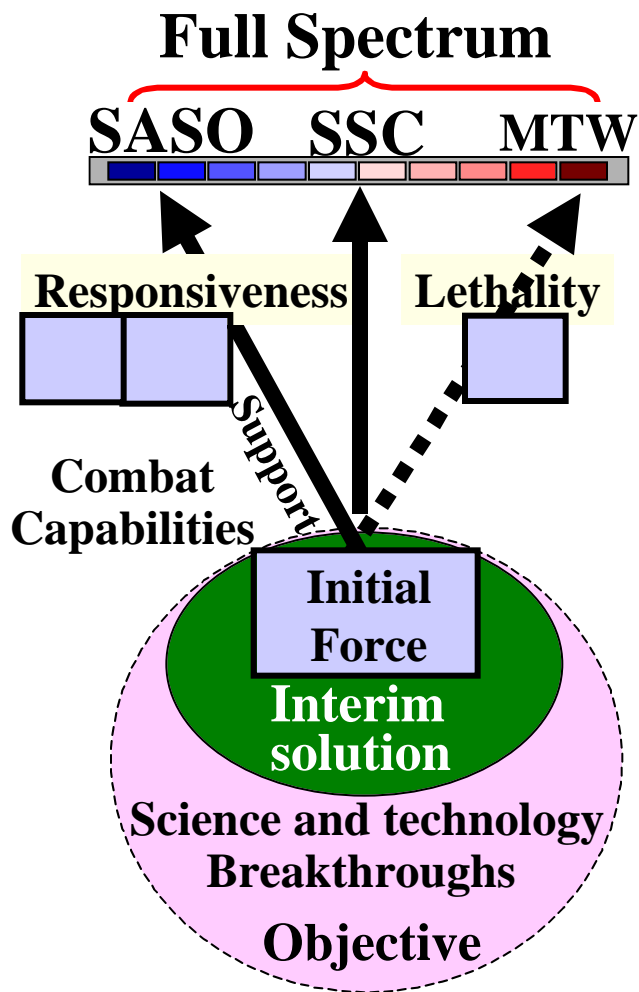 Full Spectrum
SASO
SSC
MTW
Responsiveness
Lethality
Support
Combat
Capabilities
Initial
Force
Interim
solution
Science and technology
Breakthroughs
Objective